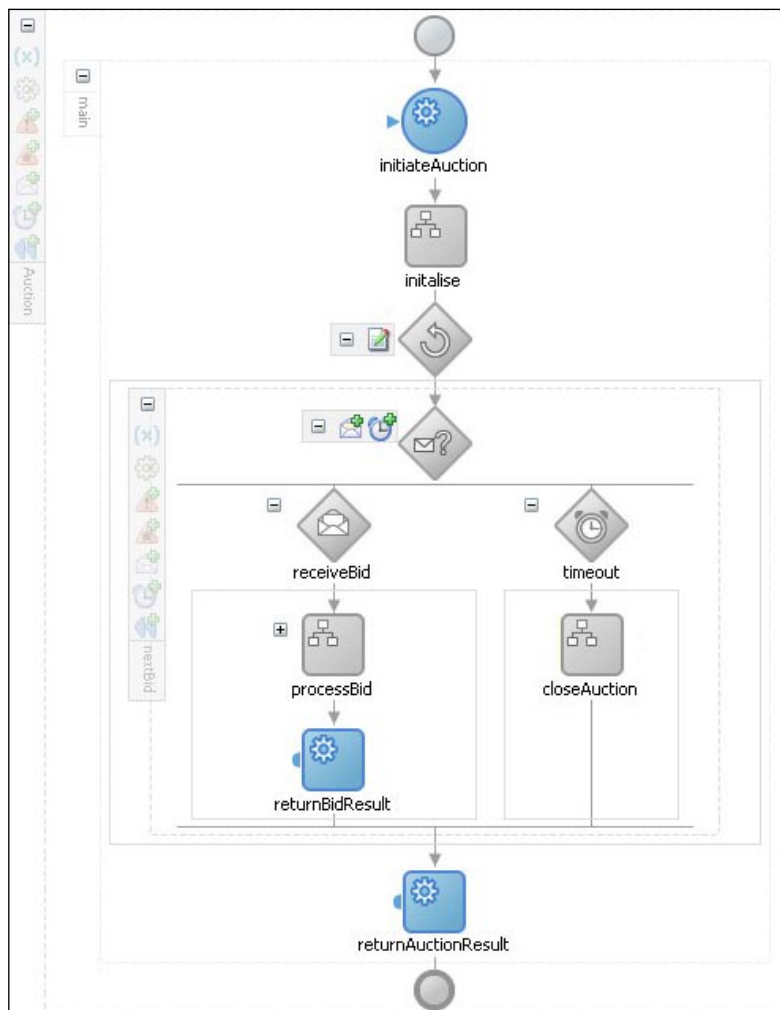 main
initiateAuction
initalise
Auction
receiveBid
timeout
processBid
closeAuction
nextBid
returnBidResult
returnAuctionResult